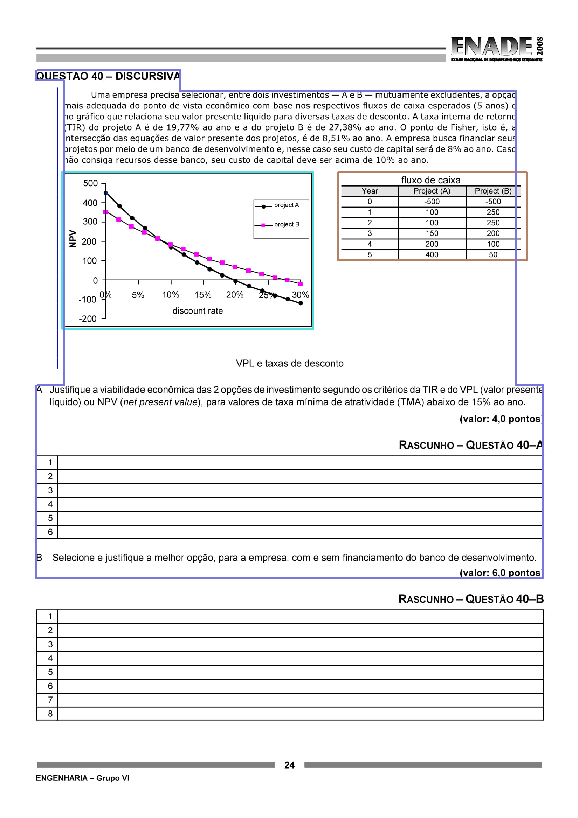 ENADE 2008
EXAME NACIONAL DE DESEMPENHO DOS ESTUDANTES
QUESTÃO 40 – DISCURSIVA
Uma empresa precisa selecionar, entre dois investimentos — A e B — mutuamente excludentes, a opção
mais adequada do ponto de vista econômico com base nos respectivos fluxos de caixa esperados (5 anos) e
no gráfico que relaciona seu valor presente líquido para diversas taxas de desconto. A taxa interna de retorno
(TIR) do projeto A é de 19,77% ao ano e a do projeto B é de 27,38% ao ano. O ponto de Fisher, isto é, a
intersecção das equações de valor presente dos projetos, é de 8,51% ao ano. A empresa busca financiar seus
projetos por meio de um banco de desenvolvimento e, nesse caso seu custo de capital será de 8% ao ano. Caso
não consiga recursos desse banco, seu custo de capital deve ser acima de 10% ao ano.
NPV
500
400
300
200
100
0
-100
-200
0% 5% 10% 15% 20% 25% 30%
discount rate
project A
project B
fluxo de caixa
Year Project (A) Project (B)
0 -500 -500
1 100 250
2 100 250
3 150 200
4 200 100
5 400 50
VPL e taxas de desconto
A Justifique a viabilidade econômica das 2 opções de investimento segundo os critérios da TIR e do VPL (valor presente
líquido) ou NPV (net present value), para valores de taxa mínima de atratividade (TMA) abaixo de 15% ao ano.
(valor: 4,0 pontos)
RASCUNHO – QUESTÃO 40–A
1
2
3
4
5
6
B Selecione e justifique a melhor opção, para a empresa, com e sem financiamento do banco de desenvolvimento.
(valor: 6,0 pontos)
RASCUNHO – QUESTÃO 40–B
1
2
3
4
5
6
7
8
24
ENGENHARIA – Grupo VI